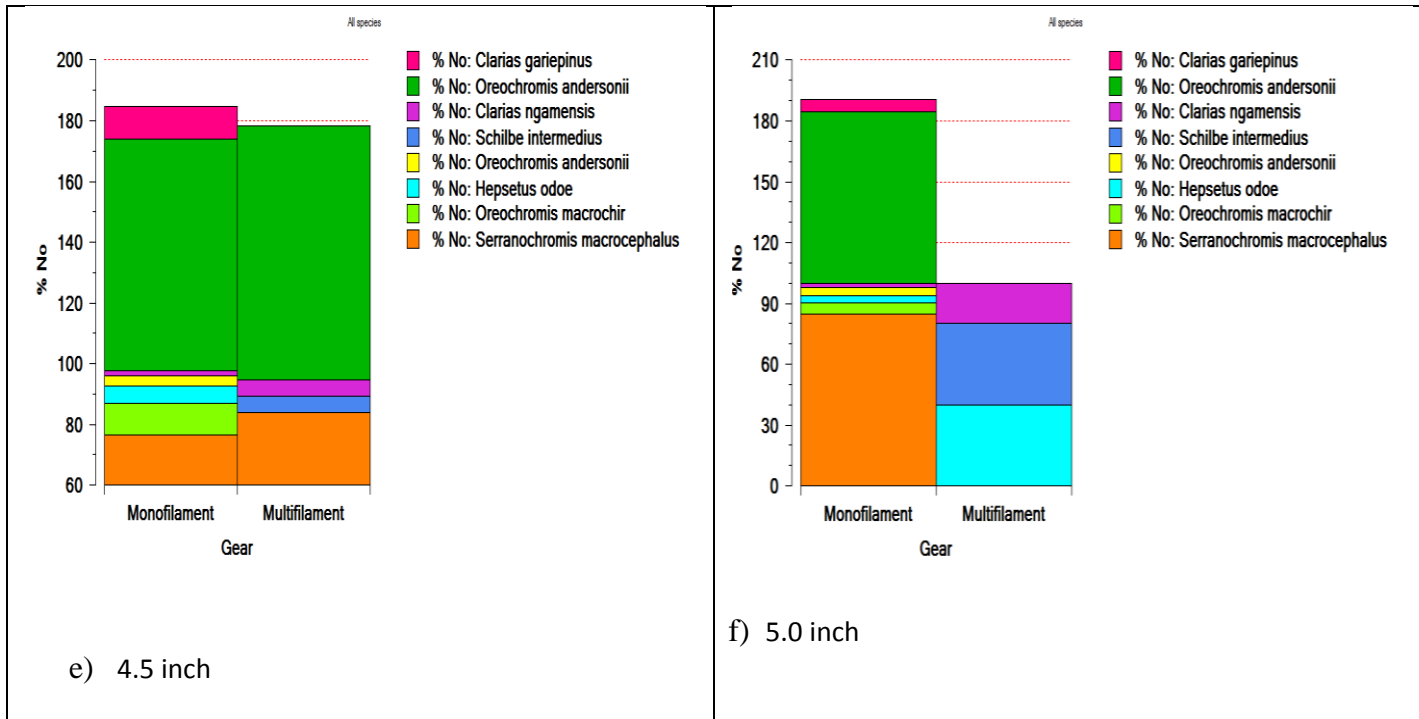 All species
200
180
160
140
120
100
80
60
% No
Monofilament
Multifilament
Gear
% No: Clarias gariepinus
% No: Oreochromis andersonii
% No: Clarias ngamensis
% No: Schilbe intermedius
% No: Oreochromis andersonii
% No: Hepsetus odoe
% No: Oreochromis macrochir
% No: Serranochromis macrocephalus
e) 4.5 inch
All species
210
180
150
120
90
60
30
0
% No
Monofilament
Multifilament
Gear
% No: Clarias gariepinus
% No: Oreochromis andersonii
% No: Clarias ngamensis
% No: Schilbe intermedius
% No: Oreochromis andersonii
% No: Hepsetus odoe
% No: Oreochromis macrochir
% No: Serranochromis macrocephalus
f) 5.0 inch